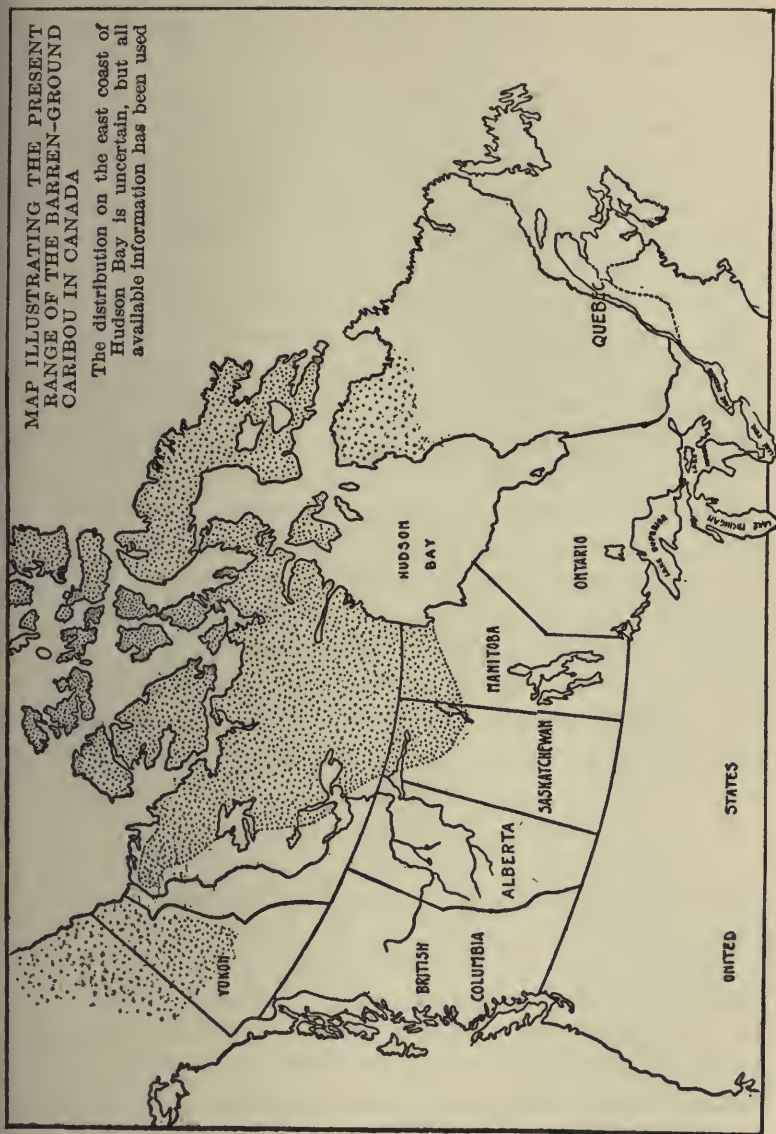 MAP ILLUSTRATING THE PRESENT
RANGE OF THE BARREN-GROUND
CARIBOU IN CANADA
The distribution on the east coast of
Hudson Bay is uncertain, but all
available information has been used
YUKON
HUDSON
BAY
BRITISH
COLUMBIA
ALBERTA
SASKATCHEWAN
MANITOBA
ONTARIO
QUEBEC
LAKE SUPERIOR
LAKE MICHIGAN
UNITED STATES